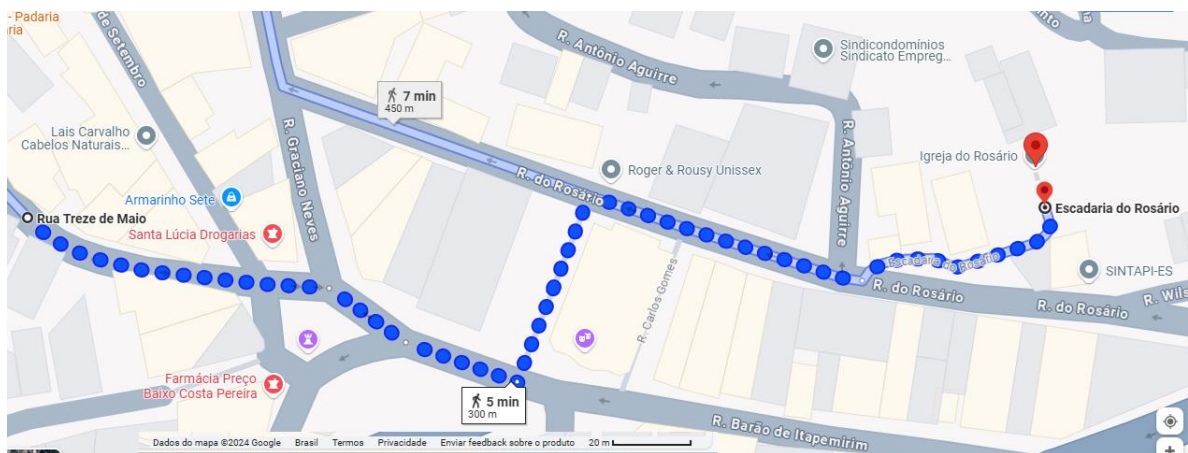 - Padaria
ria
de Setembro
R. Antônio Aguirre
Sindicondomínios
Sindicato Empreg...
7 min
450 m
Lais Carvalho
Cabelos Naturais...
R. Graciano Neves
R. do Rosário
Roger & Rousy Unissex
R. Antônio Aguirre
Igreja do Rosário
Armarinho Sete
Rua Treze de Maio
Escadaria do Rosário
Santa Lúcia Drogarias
Escadaria do Rosário
R. Carlos Gomes
SINTAPI-ES
R. do Rosário
R. do Rosário
R. Wils
Farmácia Preço
Baixo Costa Pereira
5 min
300 m
R. Barão de Itapemirim
Dados do mapa ©2024 Google Brasil Termos Privacidade Enviar feedback sobre o produto 20 m